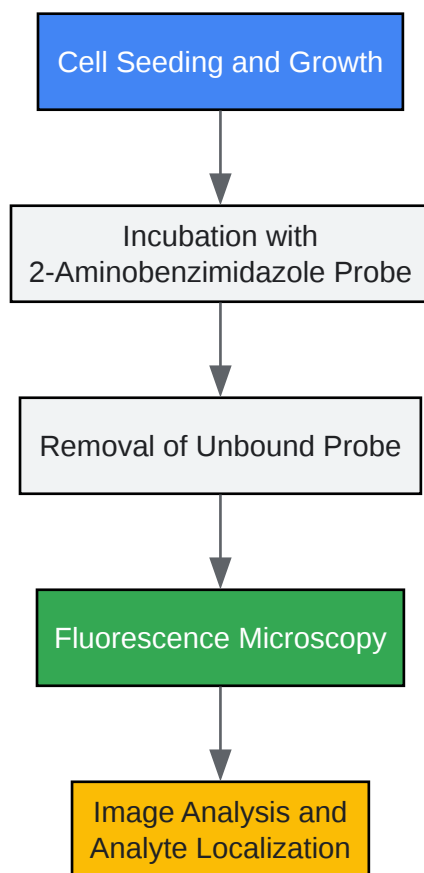 Cell Seeding and Growth
Incubation with
2-Aminobenzimidazole Probe
Removal of Unbound Probe
Fluorescence Microscopy
Image Analysis and
Analyte Localization